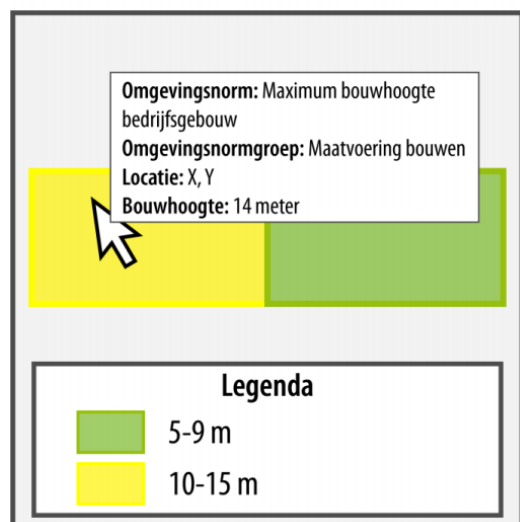 Omgevingsnorm: Maximum bouwhoogte
bedrijfsgebouw
Omgevingsnormgroep: Maatvoering bouwen
Locatie: X, Y
Bouwhoogte: 14 meter
Legenda
5-9 m
10-15 m